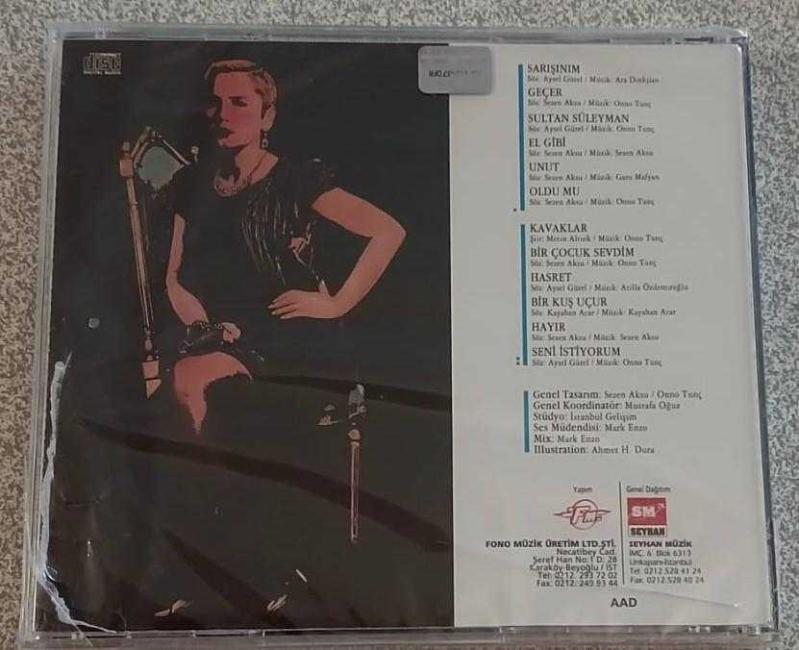 disc
DIGITAL AUDIO
SARIŞINIM
Söz: Aysel Gürel / Müzik: Ara Dinkjian
GEÇER
Söz: Sezen Aksu / Müzik: Onno Tunç
SULTAN SÜLEYMAN
Söz: Aysel Gürel / Müzik: Onno Tunç
EL GİBİ
Söz: Sezen Aksu / Müzik: Sezen Aksu
UNUT
Söz: Sezen Aksu / Müzik: Garo Mafyan
OLDU MU
Söz: Sezen Aksu / Müzik: Onno Tunç
KAVAKLAR
Şiir: Metin Altıok / Müzik: Onno Tunç
BİR ÇOCUK SEVDİM
Söz: Sezen Aksu / Müzik: Onno Tunç
HASRET
Söz: Aysel Gürel / Müzik: Atilla Özdemiroğlu
BİR KUŞ UÇUR
Söz: Kayahan Acar / Müzik: Kayahan Acar
HAYIR
Söz: Sezen Aksu / Müzik: Sezen Aksu
SENİ İSTİYORUM
Söz: Aysel Gürel / Müzik: Onno Tunç
Genel Tasarım: Sezen Aksu / Onno Tunç
Genel Koordinatör: Mustafa Oğuz
Stüdyo: İstanbul Gelişim
Ses Müdendisi: Mark Enzo
Mix: Mark Enzo
Illustration: Ahmet H. Dura
Yapım
FONO MÜZİK ÜRETİM LTD.ŞTİ.
Necatibey Cad.
Şeref Han No:1 D: 28
Karaköy-Beyoğlu / İST
Tel: 0212. 293 72 02
Fax: 0212. 249 93 44
Genel Dağıtım
SM
SEYHAN
SEYHAN MÜZİK
İMÇ. 6. Blok 6313
Unkapanı-İstanbul
Tel: 0212.528 41 24
Fax: 0212.528 40 24
AAD